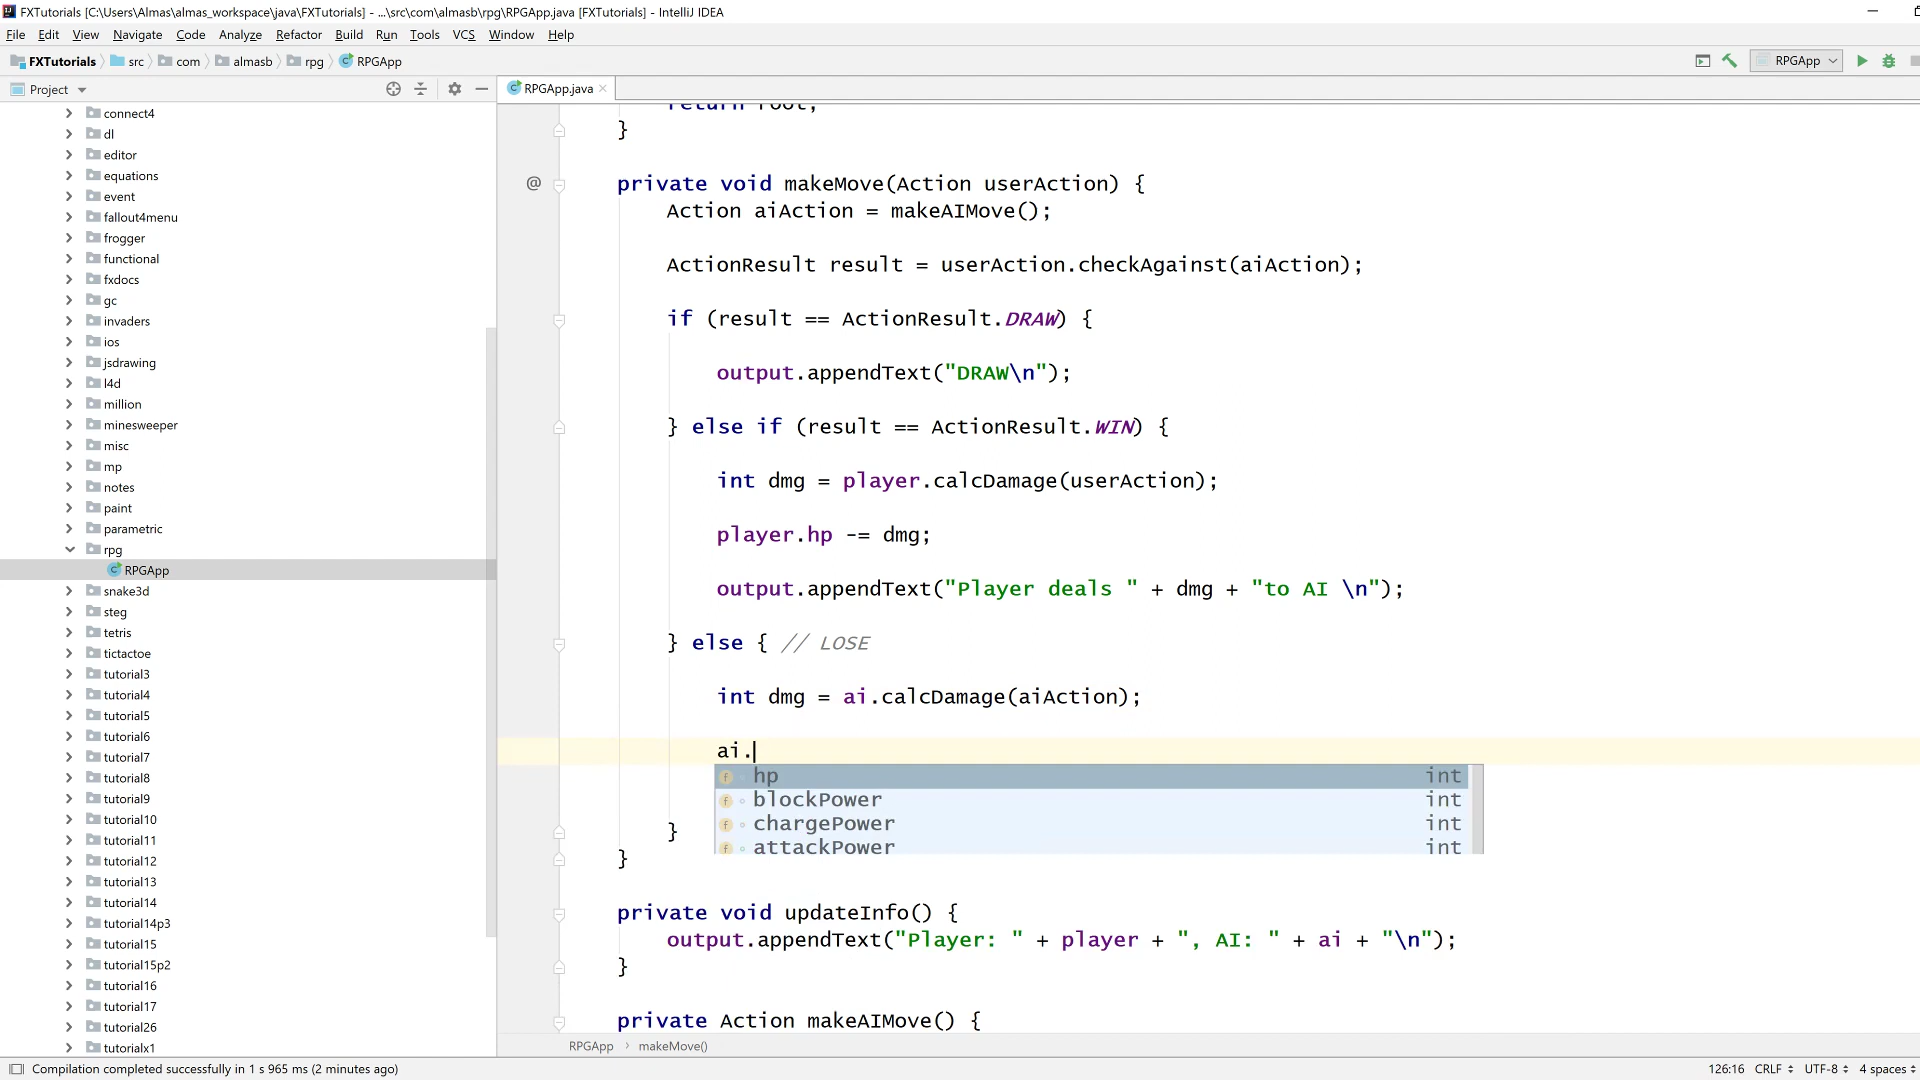 FXTutorials [C:\Users\Almas\almas_workspace\java\FXTutorials] - ...\src\com\almasb\rpg\RPGApp.java [FXTutorials] - IntelliJ IDEA
File Edit View Navigate Code Analyze Refactor Build Run Tools VCS Window Help
FXTutorials src com almasb rpg RPGApp
RPGApp
Project
RPGApp.java
connect4
dl
editor
equations
event
fallout4menu
frogger
functional
fxdocs
gc
invaders
ios
jsdrawing
l4d
million
minesweeper
misc
mp
notes
paint
parametric
rpg
RPGApp
snake3d
steg
tetris
tictactoe
tutorial3
tutorial4
tutorial5
tutorial6
tutorial7
tutorial8
tutorial9
tutorial10
tutorial11
tutorial12
tutorial13
tutorial14
tutorial14p3
tutorial15
tutorial15p2
tutorial16
tutorial17
tutorial26
tutorialx1
return root;
}
@ private void makeMove(Action userAction) {
Action aiAction = makeAIMove();
ActionResult result = userAction.checkAgainst(aiAction);
if (result == ActionResult.DRAW) {
output.appendText("DRAW\n");
} else if (result == ActionResult.WIN) {
int dmg = player.calcDamage(userAction);
player.hp -= dmg;
output.appendText("Player deals " + dmg + "to AI \n");
} else { // LOSE
int dmg = ai.calcDamage(aiAction);
ai.
f hp int
f blockPower int
f chargePower int
f attackPower int
}
}
private void updateInfo() {
output.appendText("Player: " + player + ", AI: " + ai + "\n");
}
private Action makeAIMove() {
RPGApp › makeMove()
Compilation completed successfully in 1 s 965 ms (2 minutes ago)
126:16 CRLF UTF-8 4 spaces